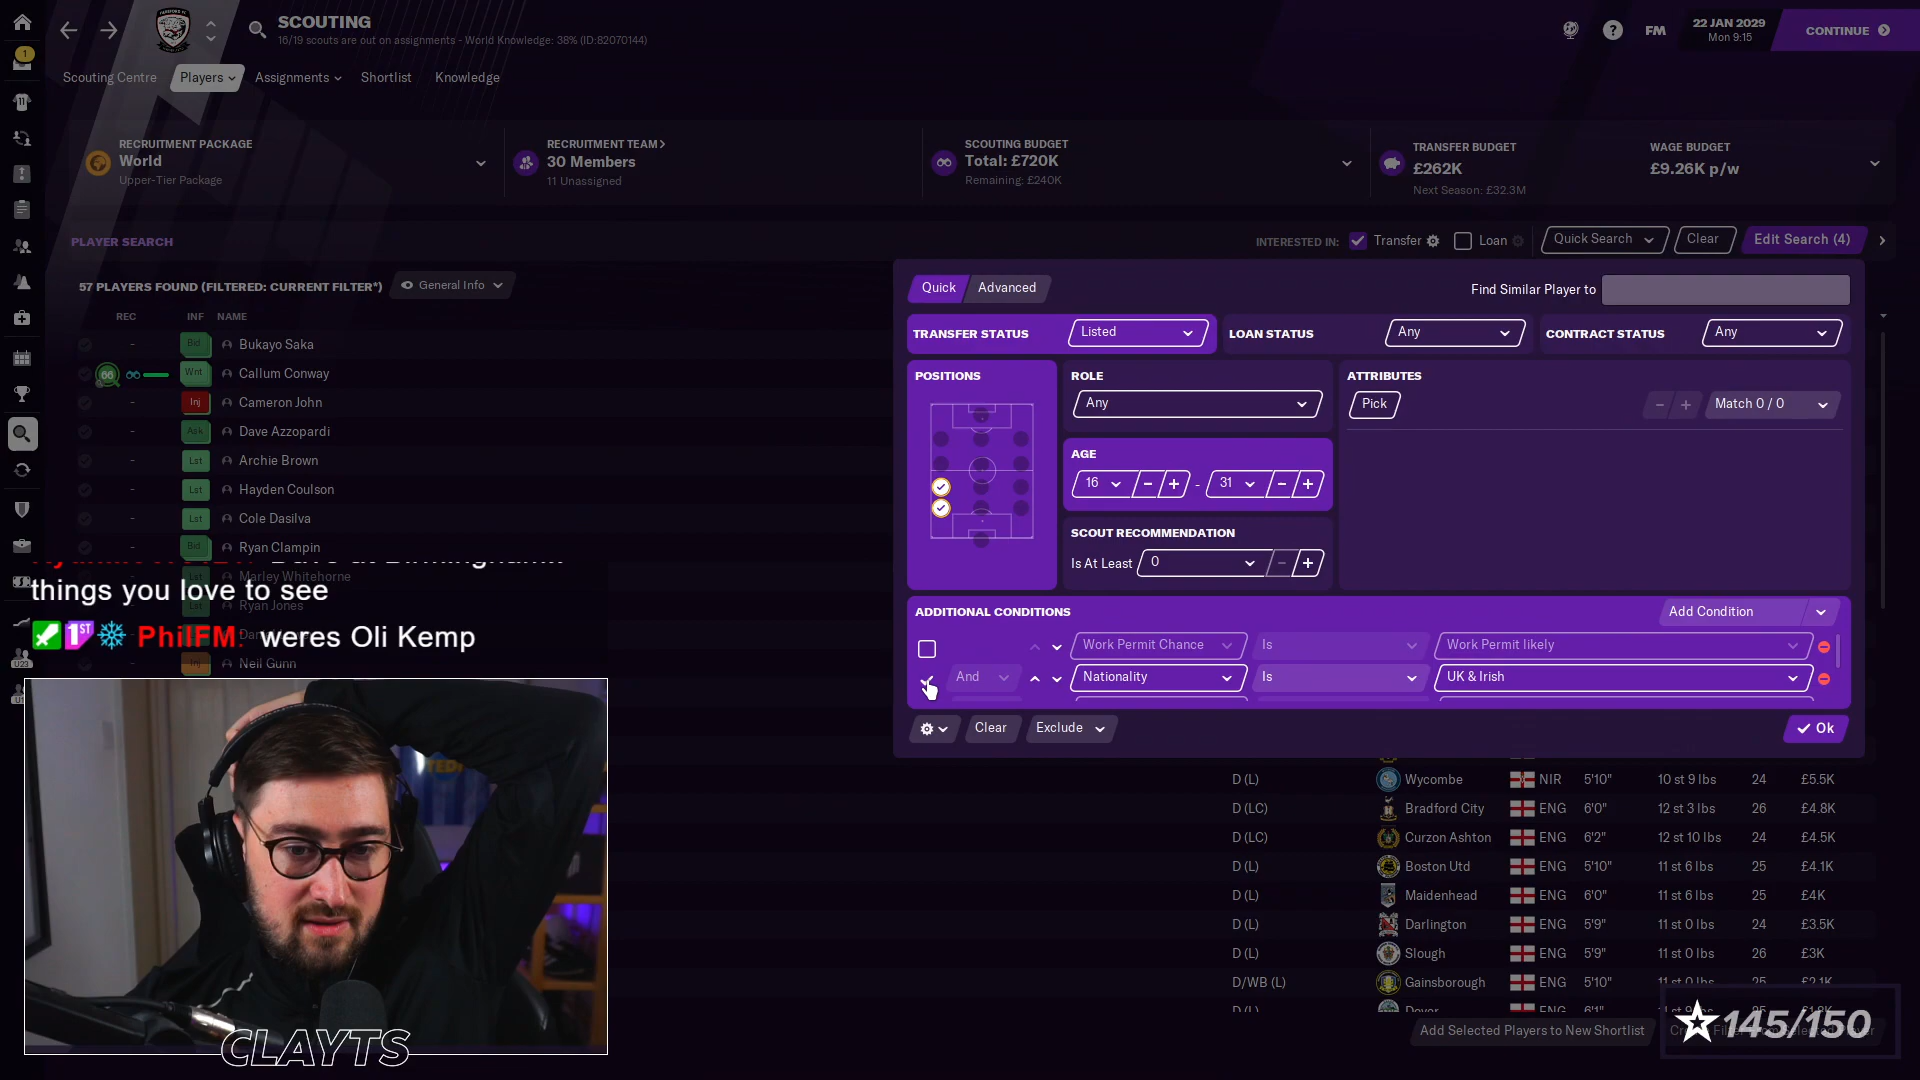 SCOUTING
16/19 scouts are out on assignments - World Knowledge: 38% (ID:82070144)
FM
22 JAN 2029
Mon 9:15
CONTINUE
1
Scouting Centre
Players
Assignments
Shortlist
Knowledge
RECRUITMENT PACKAGE
World
Upper-Tier Package
RECRUITMENT TEAM
30 Members
11 Unassigned
SCOUTING BUDGET
Total: £720K
Remaining: £240K
TRANSFER BUDGET
£262K
Next Season: £32.3M
WAGE BUDGET
£9.26K p/w
PLAYER SEARCH
INTERESTED IN:
Transfer
Loan
Quick Search
Clear
Edit Search (4)
57 PLAYERS FOUND (FILTERED: CURRENT FILTER*)
General Info
REC INF NAME
- Bid Bukayo Saka
66 Wnt Callum Conway
- Inj Cameron John
- Ask Dave Azzopardi
- Lst Archie Brown
- Lst Hayden Coulson
- Lst Cole Dasilva
- Bid Ryan Clampin
Marley Whitehorne
Ryan Jones
Neil Gunn
things you love to see
1ST PhilFM: weres Oli Kemp
Quick
Advanced
Find Similar Player to
TRANSFER STATUS Listed
LOAN STATUS Any
CONTRACT STATUS Any
POSITIONS
ROLE
Any
ATTRIBUTES
Pick
Match 0 / 0
AGE
16 - 31
SCOUT RECOMMENDATION
Is At Least 0
ADDITIONAL CONDITIONS
Add Condition
Work Permit Chance Is Work Permit likely
And Nationality Is UK & Irish
Clear
Exclude
Ok
D (L) Wycombe NIR 5'10" 10 st 9 lbs 24 £5.5K
D (LC) Bradford City ENG 6'0" 12 st 3 lbs 26 £4.8K
D (LC) Curzon Ashton ENG 6'2" 12 st 10 lbs 24 £4.5K
D (L) Boston Utd ENG 5'10" 11 st 6 lbs 25 £4.1K
D (L) Maidenhead ENG 6'0" 11 st 6 lbs 25 £4K
D (L) Darlington ENG 5'9" 11 st 0 lbs 24 £3.5K
D (L) Slough ENG 5'9" 11 st 0 lbs 26 £3K
D/WB (L) Gainsborough ENG 5'10" 11 st 0 lbs 25 £2.1K
Add Selected Players to New Shortlist
145/150
CLAYTS